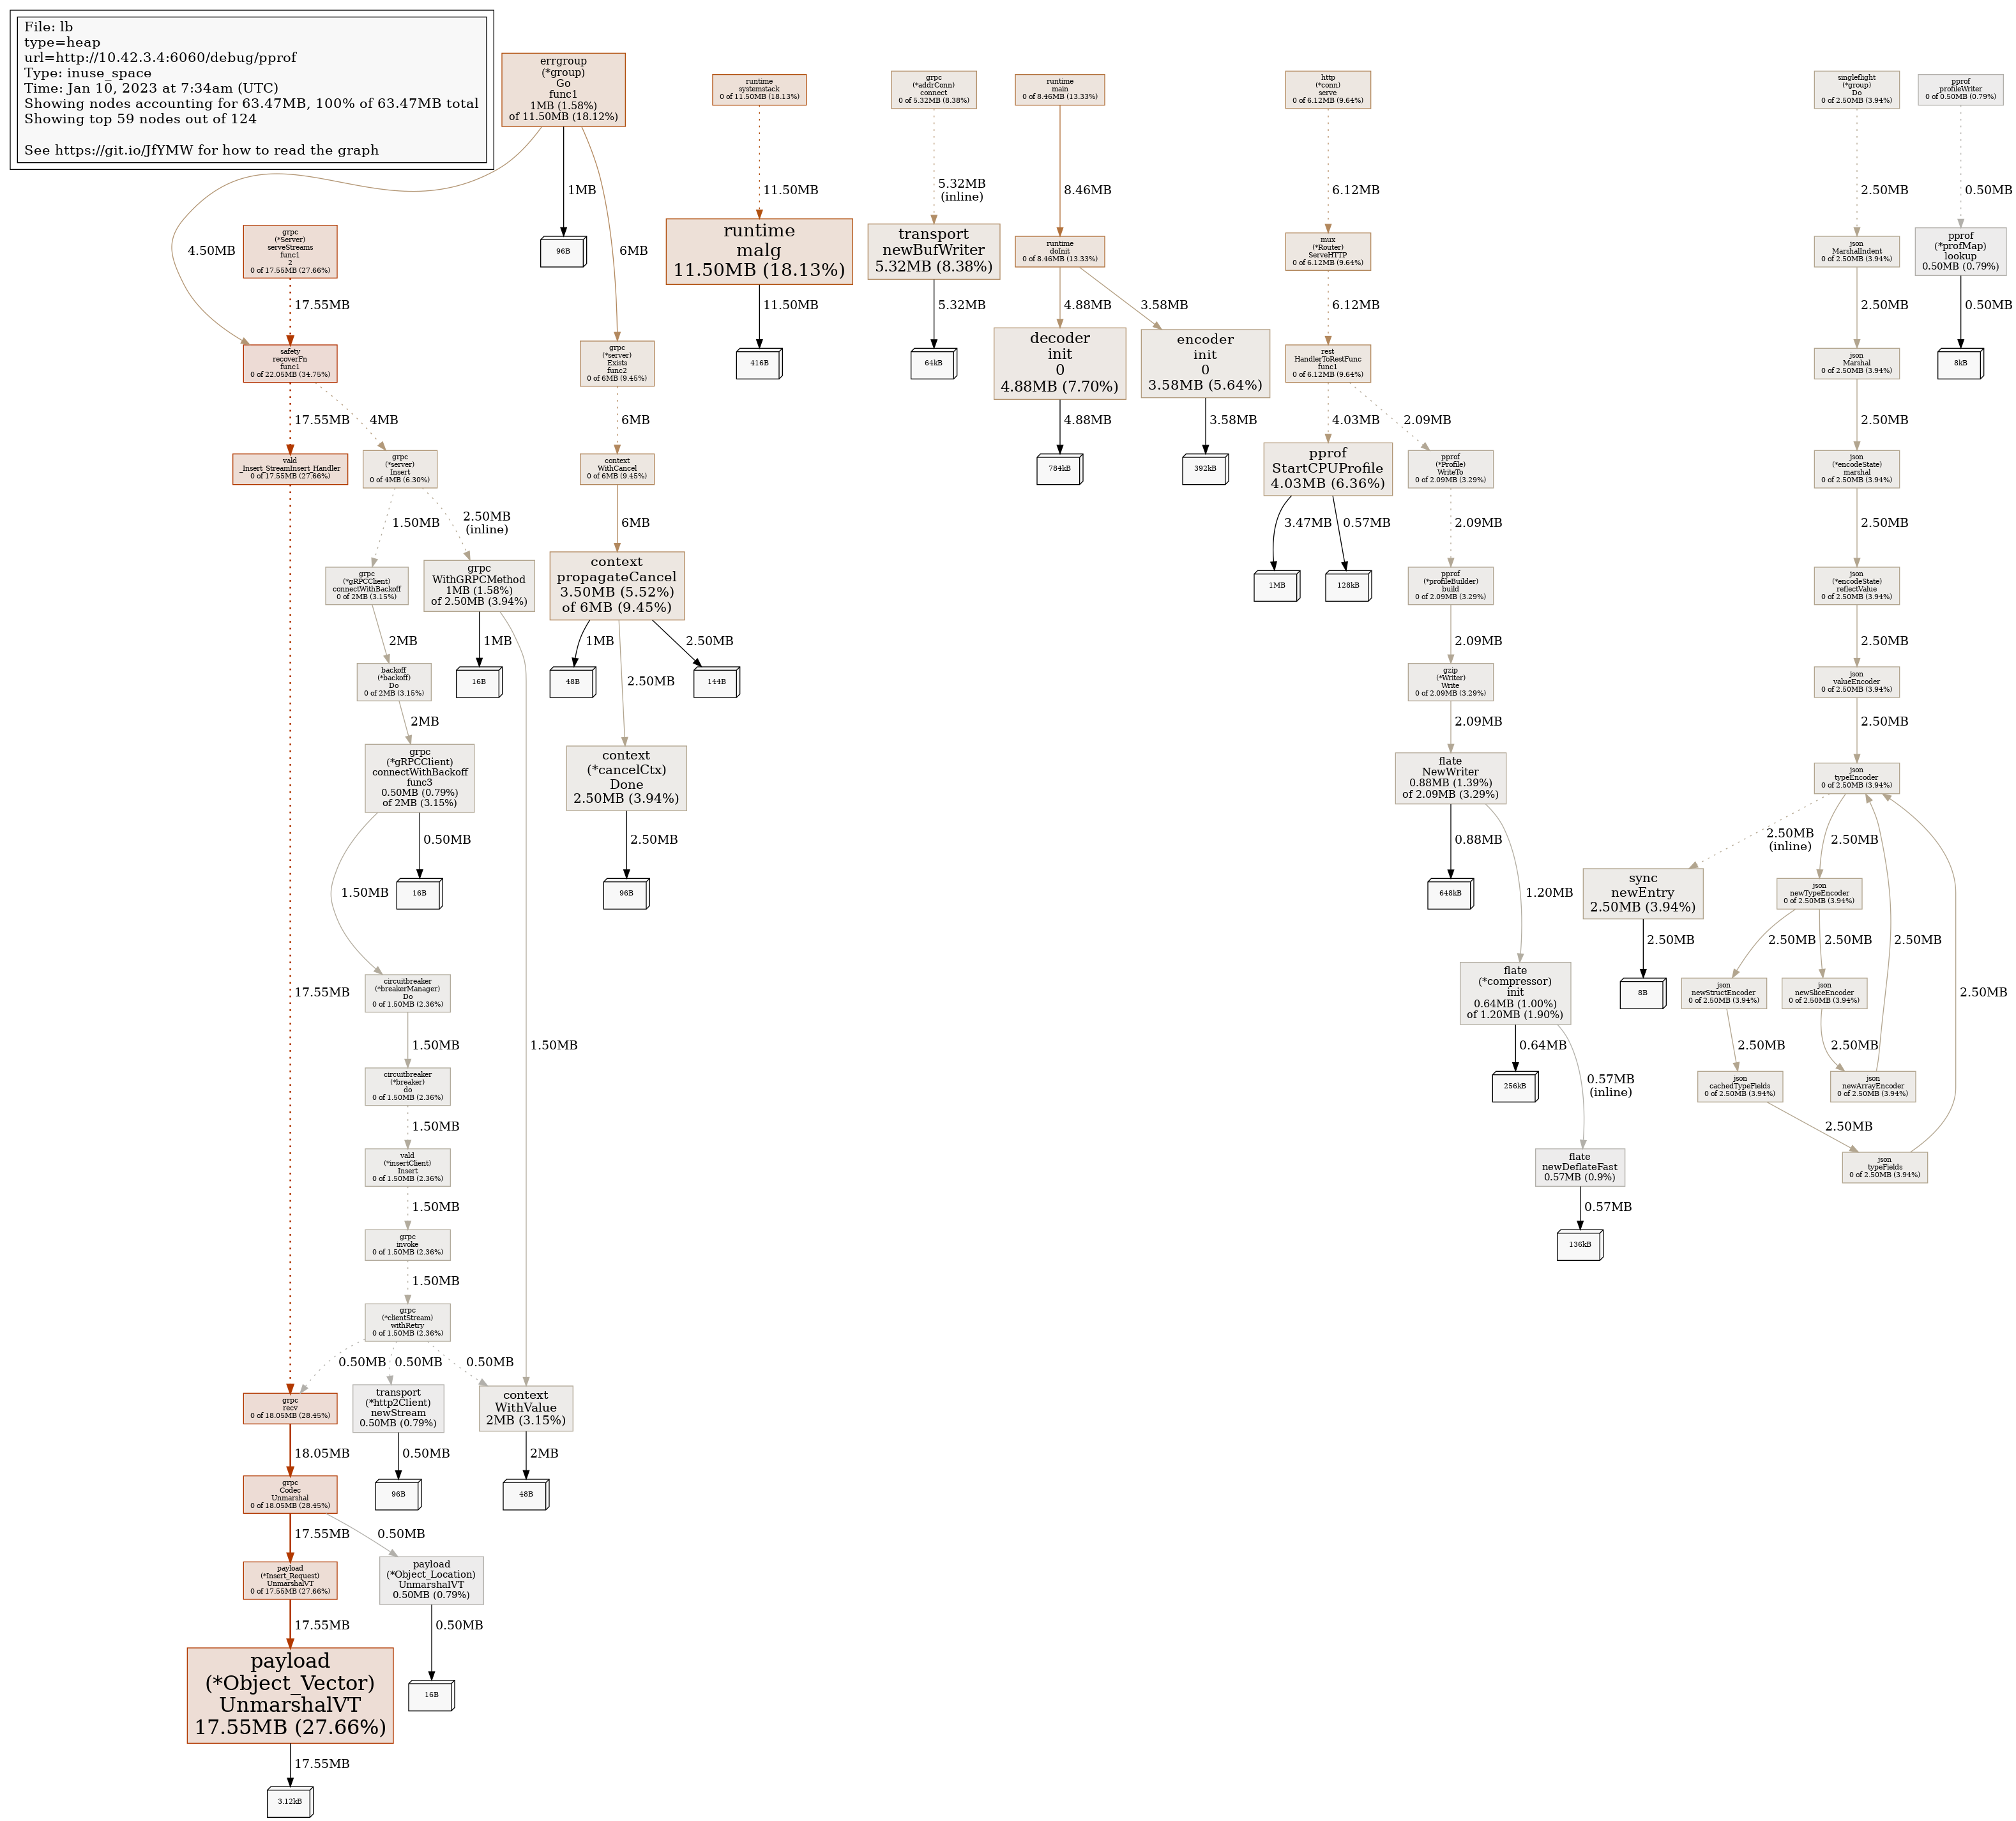 File: lb
type=heap
url=http://10.42.3.4:6060/debug/pprof
Type: inuse_space
Time: Jan 10, 2023 at 7:34am (UTC)
Showing nodes accounting for 63.47MB, 100% of 63.47MB total
Showing top 59 nodes out of 124
See https://git.io/JfYMW for how to read the graph
errgroup
(*group)
Go
func1
1MB (1.58%)
of 11.50MB (18.12%)
runtime
systemstack
0 of 11.50MB (18.13%)
grpc
(*addrConn)
connect
0 of 5.32MB (8.38%)
runtime
main
0 of 8.46MB (13.33%)
http
(*conn)
serve
0 of 6.12MB (9.64%)
singleflight
(*group)
Do
0 of 2.50MB (3.94%)
pprof
profileWriter
0 of 0.50MB (0.79%)
4.50MB
1MB
6MB
11.50MB
5.32MB
(inline)
8.46MB
6.12MB
2.50MB
0.50MB
grpc
(*Server)
serveStreams
func1
2
0 of 17.55MB (27.66%)
96B
runtime
malg
11.50MB (18.13%)
transport
newBufWriter
5.32MB (8.38%)
runtime
doInit
0 of 8.46MB (13.33%)
mux
(*Router)
ServeHTTP
0 of 6.12MB (9.64%)
json
MarshalIndent
0 of 2.50MB (3.94%)
pprof
(*profMap)
lookup
0.50MB (0.79%)
17.55MB
11.50MB
5.32MB
4.88MB
3.58MB
6.12MB
2.50MB
0.50MB
safety
recoverFn
func1
0 of 22.05MB (34.75%)
grpc
(*server)
Exists
func2
0 of 6MB (9.45%)
416B
64kB
decoder
init
0
4.88MB (7.70%)
encoder
init
0
3.58MB (5.64%)
rest
HandlerToRestFunc
func1
0 of 6.12MB (9.64%)
json
Marshal
0 of 2.50MB (3.94%)
8kB
17.55MB
4MB
6MB
4.88MB
3.58MB
4.03MB
2.09MB
2.50MB
vald
_Insert_StreamInsert_Handler
0 of 17.55MB (27.66%)
grpc
(*server)
Insert
0 of 4MB (6.30%)
context
WithCancel
0 of 6MB (9.45%)
784kB
392kB
pprof
StartCPUProfile
4.03MB (6.36%)
pprof
(*Profile)
WriteTo
0 of 2.09MB (3.29%)
json
(*encodeState)
marshal
0 of 2.50MB (3.94%)
1.50MB
2.50MB
(inline)
6MB
3.47MB
0.57MB
2.09MB
2.50MB
grpc
(*gRPCClient)
connectWithBackoff
0 of 2MB (3.15%)
grpc
WithGRPCMethod
1MB (1.58%)
of 2.50MB (3.94%)
context
propagateCancel
3.50MB (5.52%)
of 6MB (9.45%)
1MB
128kB
pprof
(*profileBuilder)
build
0 of 2.09MB (3.29%)
json
(*encodeState)
reflectValue
0 of 2.50MB (3.94%)
2MB
1MB
1MB
2.50MB
2.50MB
2.09MB
2.50MB
backoff
(*backoff)
Do
0 of 2MB (3.15%)
16B
48B
144B
gzip
(*Writer)
Write
0 of 2.09MB (3.29%)
json
valueEncoder
0 of 2.50MB (3.94%)
2MB
2.09MB
2.50MB
grpc
(*gRPCClient)
connectWithBackoff
func3
0.50MB (0.79%)
of 2MB (3.15%)
context
(*cancelCtx)
Done
2.50MB (3.94%)
flate
NewWriter
0.88MB (1.39%)
of 2.09MB (3.29%)
json
typeEncoder
0 of 2.50MB (3.94%)
1.50MB
0.50MB
2.50MB
0.88MB
1.20MB
2.50MB
(inline)
2.50MB
16B
96B
648kB
sync
newEntry
2.50MB (3.94%)
json
newTypeEncoder
0 of 2.50MB (3.94%)
2.50MB
2.50MB
2.50MB
2.50MB
2.50MB
17.55MB
1.50MB
circuitbreaker
(*breakerManager)
Do
0 of 1.50MB (2.36%)
flate
(*compressor)
init
0.64MB (1.00%)
of 1.20MB (1.90%)
8B
json
newStructEncoder
0 of 2.50MB (3.94%)
json
newSliceEncoder
0 of 2.50MB (3.94%)
1.50MB
0.64MB
0.57MB
(inline)
2.50MB
2.50MB
circuitbreaker
(*breaker)
do
0 of 1.50MB (2.36%)
256kB
json
cachedTypeFields
0 of 2.50MB (3.94%)
json
newArrayEncoder
0 of 2.50MB (3.94%)
1.50MB
2.50MB
vald
(*insertClient)
Insert
0 of 1.50MB (2.36%)
flate
newDeflateFast
0.57MB (0.9%)
json
typeFields
0 of 2.50MB (3.94%)
1.50MB
0.57MB
grpc
invoke
0 of 1.50MB (2.36%)
136kB
1.50MB
grpc
(*clientStream)
withRetry
0 of 1.50MB (2.36%)
0.50MB
0.50MB
0.50MB
grpc
recv
0 of 18.05MB (28.45%)
transport
(*http2Client)
newStream
0.50MB (0.79%)
context
WithValue
2MB (3.15%)
18.05MB
0.50MB
2MB
grpc
Codec
Unmarshal
0 of 18.05MB (28.45%)
96B
48B
17.55MB
0.50MB
payload
(*Insert_Request)
UnmarshalVT
0 of 17.55MB (27.66%)
payload
(*Object_Location)
UnmarshalVT
0.50MB (0.79%)
17.55MB
0.50MB
payload
(*Object_Vector)
UnmarshalVT
17.55MB (27.66%)
16B
17.55MB
3.12kB